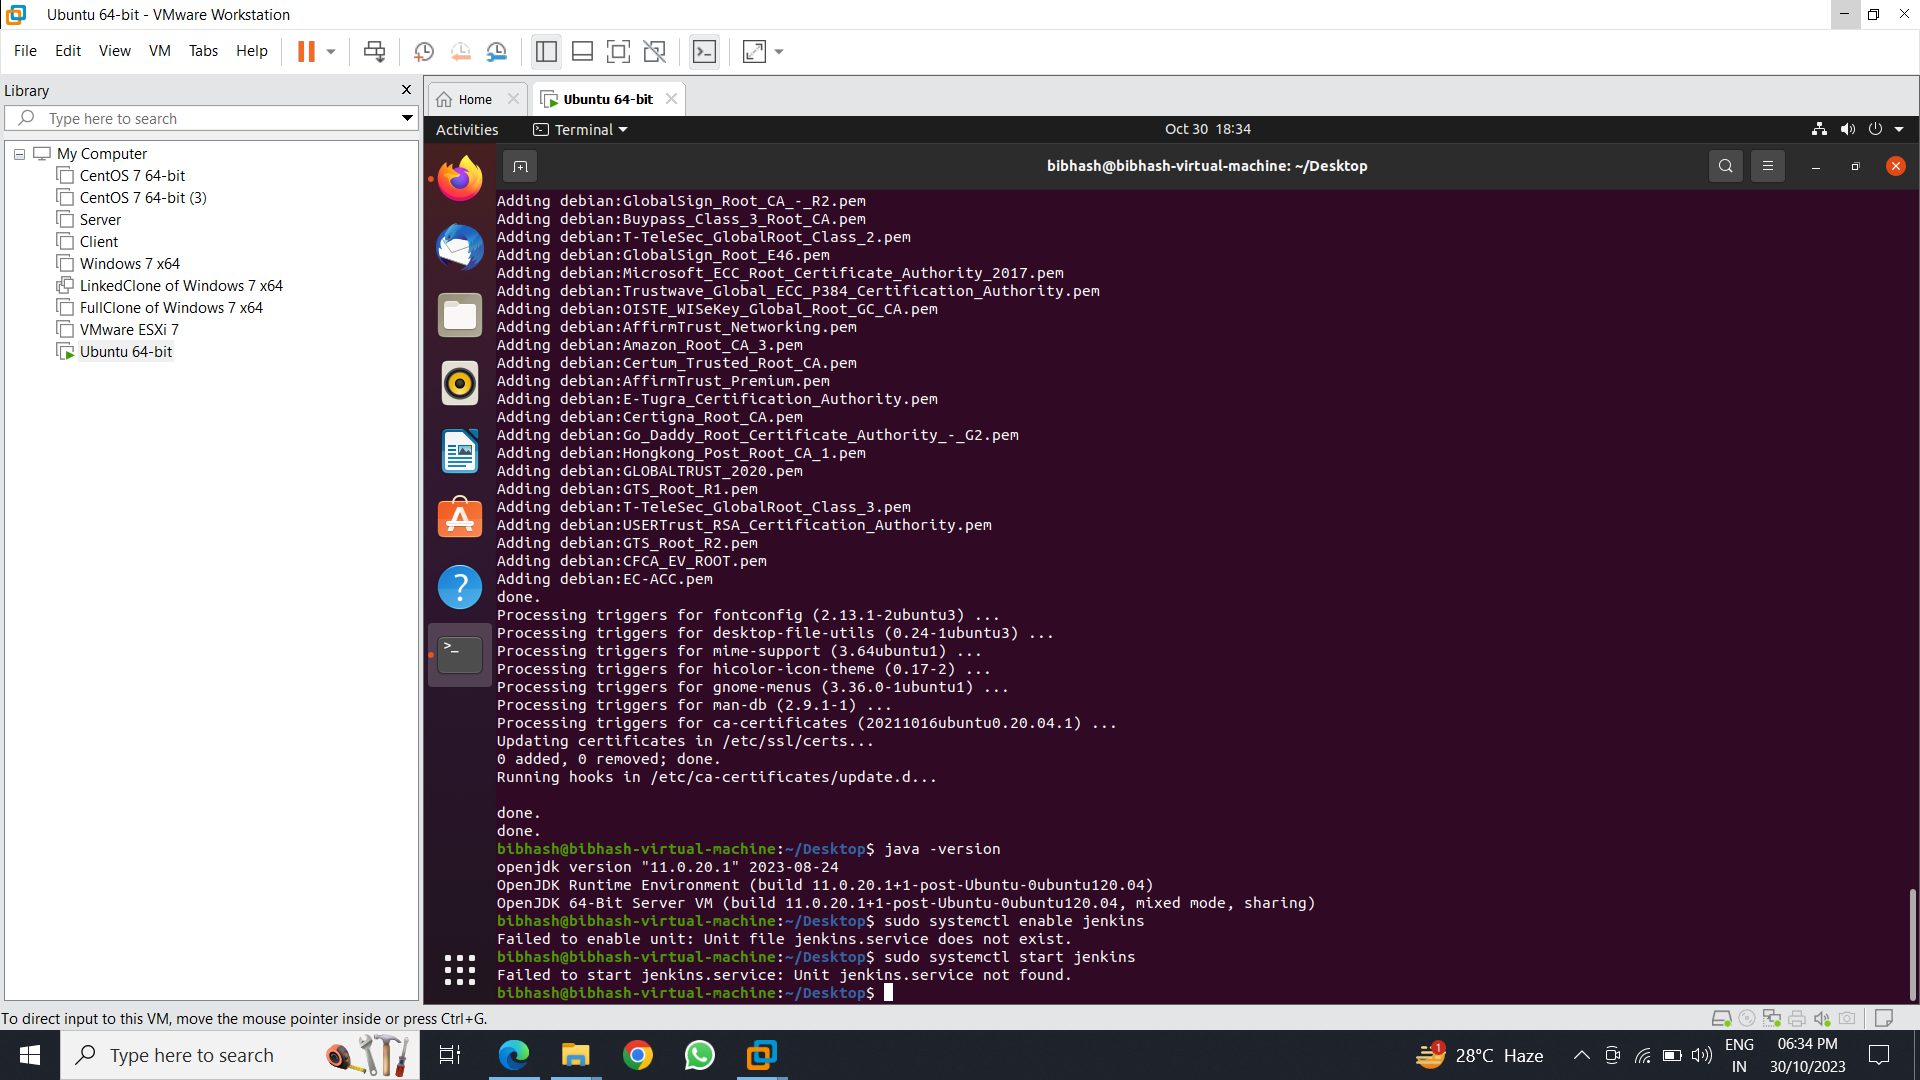 Ubuntu 64-bit - VMware Workstation
File Edit View VM Tabs Help
Library
Type here to search
My Computer
CentOS 7 64-bit
CentOS 7 64-bit (3)
Server
Client
Windows 7 x64
LinkedClone of Windows 7 x64
FullClone of Windows 7 x64
VMware ESXi 7
Ubuntu 64-bit
Home
Ubuntu 64-bit
Activities
Terminal
Oct 30 18:34
bibhash@bibhash-virtual-machine: ~/Desktop
Adding debian:GlobalSign_Root_CA_-_R2.pem
Adding debian:Buypass_Class_3_Root_CA.pem
Adding debian:T-TeleSec_GlobalRoot_Class_2.pem
Adding debian:GlobalSign_Root_E46.pem
Adding debian:Microsoft_ECC_Root_Certificate_Authority_2017.pem
Adding debian:Trustwave_Global_ECC_P384_Certification_Authority.pem
Adding debian:OISTE_WISeKey_Global_Root_GC_CA.pem
Adding debian:AffirmTrust_Networking.pem
Adding debian:Amazon_Root_CA_3.pem
Adding debian:Certum_Trusted_Root_CA.pem
Adding debian:AffirmTrust_Premium.pem
Adding debian:E-Tugra_Certification_Authority.pem
Adding debian:Certigna_Root_CA.pem
Adding debian:Go_Daddy_Root_Certificate_Authority_-_G2.pem
Adding debian:Hongkong_Post_Root_CA_1.pem
Adding debian:GLOBALTRUST_2020.pem
Adding debian:GTS_Root_R1.pem
Adding debian:T-TeleSec_GlobalRoot_Class_3.pem
Adding debian:USERTrust_RSA_Certification_Authority.pem
Adding debian:GTS_Root_R2.pem
Adding debian:CFCA_EV_ROOT.pem
Adding debian:EC-ACC.pem
done.
Processing triggers for fontconfig (2.13.1-2ubuntu3) ...
Processing triggers for desktop-file-utils (0.24-1ubuntu3) ...
Processing triggers for mime-support (3.64ubuntu1) ...
Processing triggers for hicolor-icon-theme (0.17-2) ...
Processing triggers for gnome-menus (3.36.0-1ubuntu1) ...
Processing triggers for man-db (2.9.1-1) ...
Processing triggers for ca-certificates (20211016ubuntu0.20.04.1) ...
Updating certificates in /etc/ssl/certs...
0 added, 0 removed; done.
Running hooks in /etc/ca-certificates/update.d...
done.
done.
bibhash@bibhash-virtual-machine:~/Desktop$ java -version
openjdk version "11.0.20.1" 2023-08-24
OpenJDK Runtime Environment (build 11.0.20.1+1-post-Ubuntu-0ubuntu120.04)
OpenJDK 64-Bit Server VM (build 11.0.20.1+1-post-Ubuntu-0ubuntu120.04, mixed mode, sharing)
bibhash@bibhash-virtual-machine:~/Desktop$ sudo systemctl enable jenkins
Failed to enable unit: Unit file jenkins.service does not exist.
bibhash@bibhash-virtual-machine:~/Desktop$ sudo systemctl start jenkins
Failed to start jenkins.service: Unit jenkins.service not found.
bibhash@bibhash-virtual-machine:~/Desktop$
To direct input to this VM, move the mouse pointer inside or press Ctrl+G.
Type here to search
1
28°C Haze
ENG
IN
06:34 PM
30/10/2023